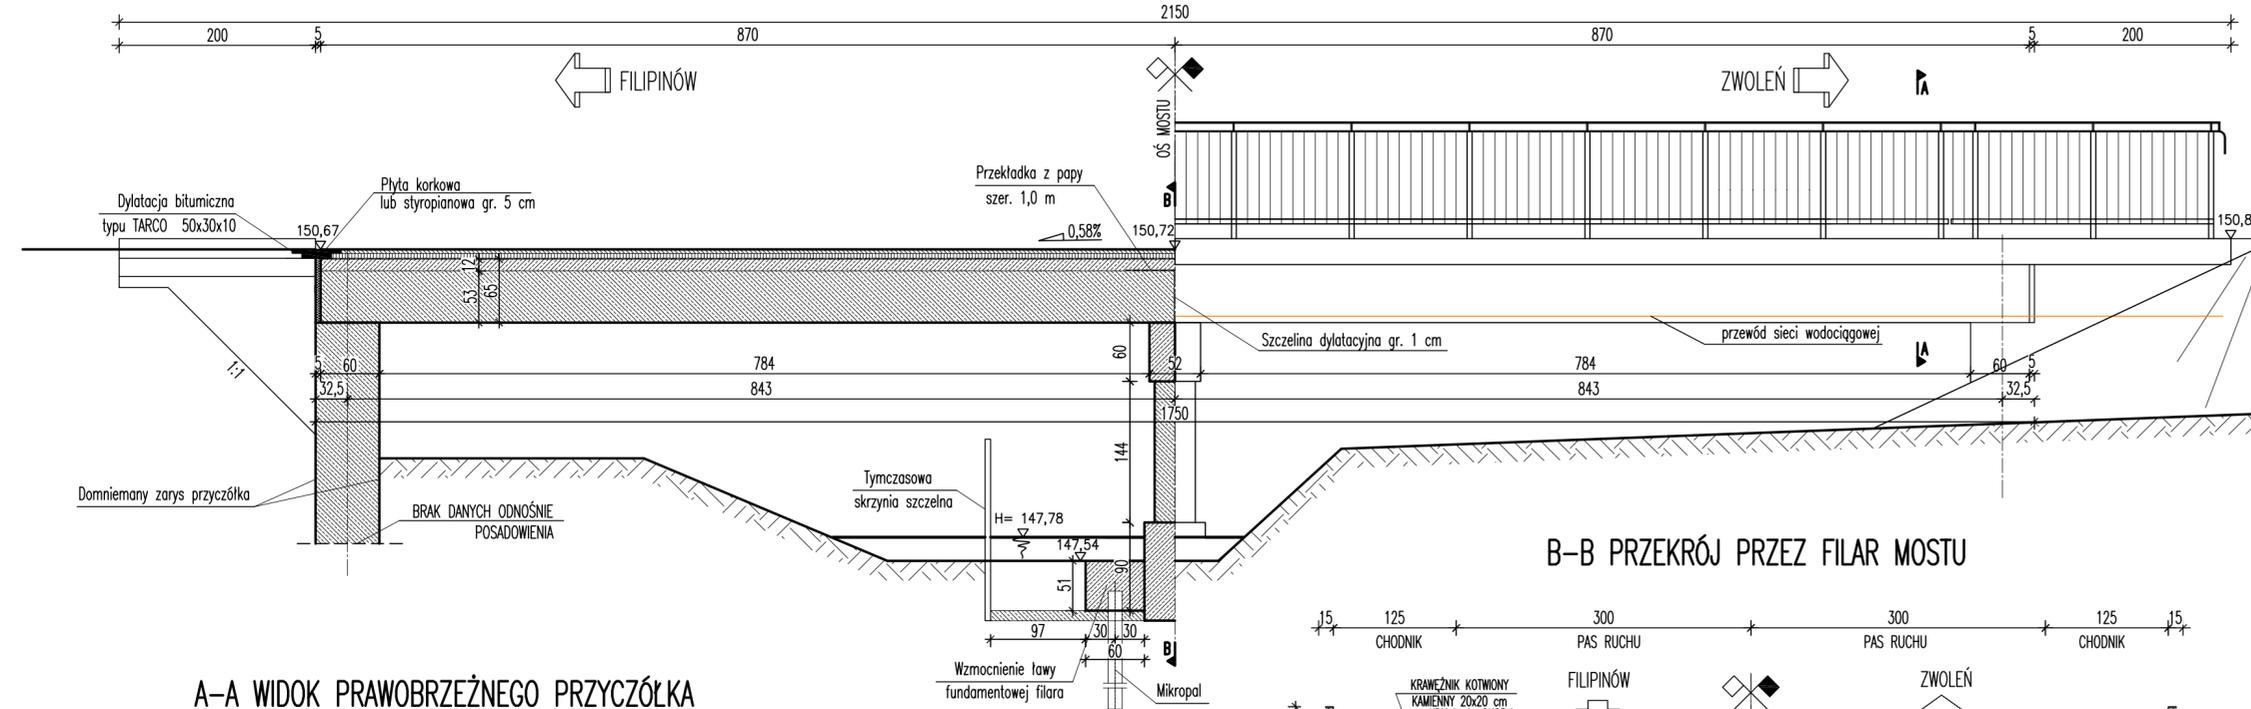 2150
200
5
870
870
5
200
FILIPINÓW
ZWOLEŃ
A
OŚ MOSTU
Przekładka z papy
szer. 1,0 m
B
Płyta korkowa
lub styropianowa gr. 5 cm
Dylatacja bitumiczna
typu TARCO 50x30x10
150,67
0,58%
150,72
150,8
12
53
65
Szczelina dylatacyjna gr. 1 cm
przewód sieci wodociągowej
A
1:1
5
60
784
60
52
784
60
5
32,5
843
843
32,5
1750
144
Tymczasowa
skrzynia szczelna
Domniemany zarys przyczółka
BRAK DANYCH ODNOŚNIE
POSADOWIENIA
H= 147,78
147,54
90
51
97
30
30
60
B
Wzmocnienie ławy
fundamentowej filara
Mikropal
A-A WIDOK PRAWOBRZEŻNEGO PRZYCZÓŁKA
B-B PRZEKRÓJ PRZEZ FILAR MOSTU
15
125
300
300
125
15
CHODNIK
PAS RUCHU
PAS RUCHU
CHODNIK
KRAWĘŻNIK KOTWIONY
KAMIENNY 20x20 cm
FILIPINÓW
ZWOLEŃ